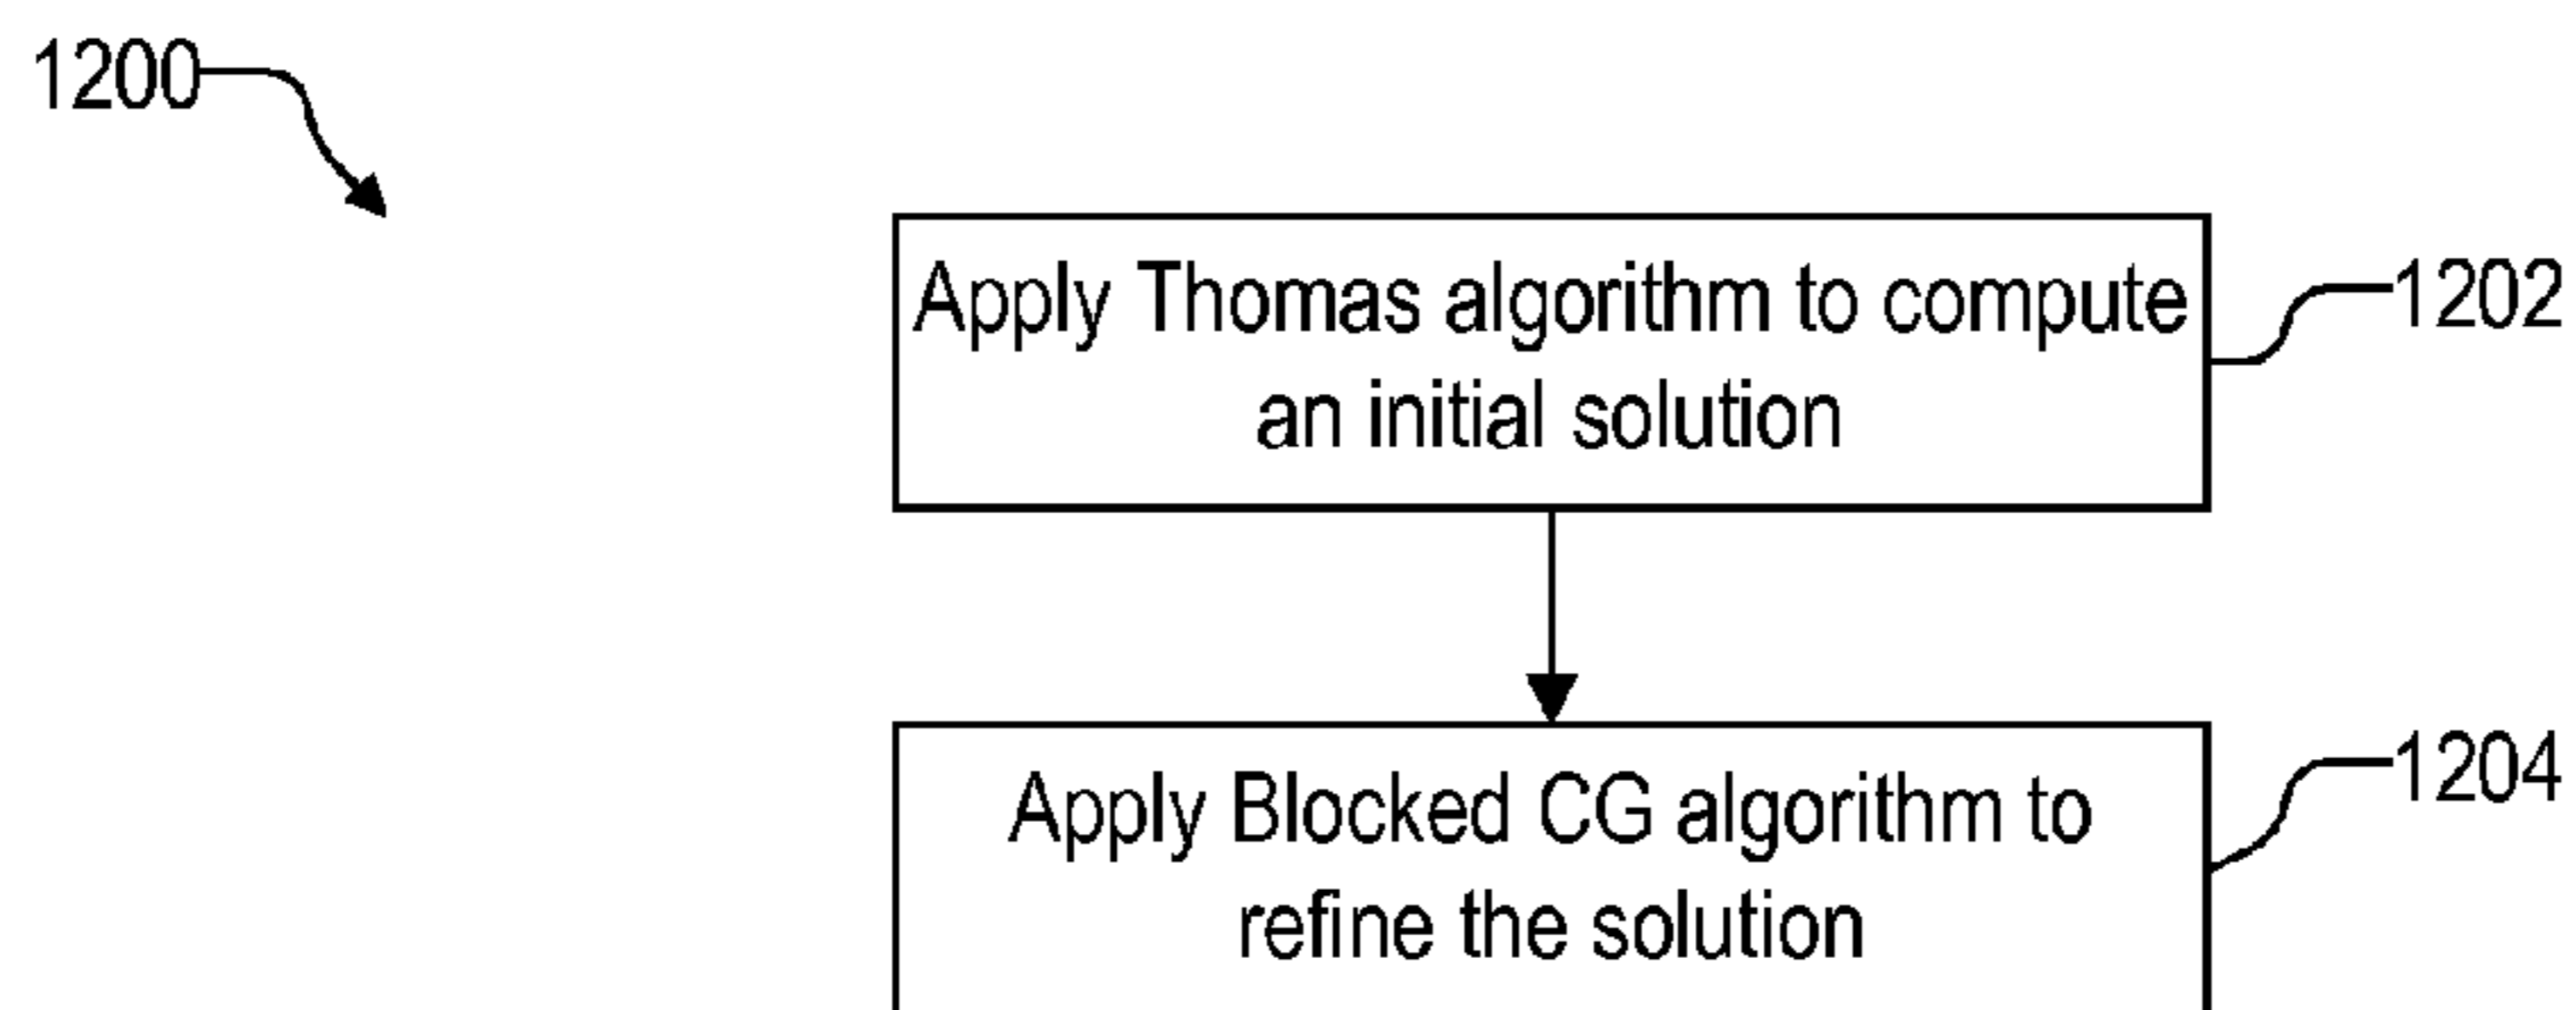 1200
Apply Thomas algorithm to compute
an initial solution
1202
Apply Blocked CG algorithm to
refine the solution
1204